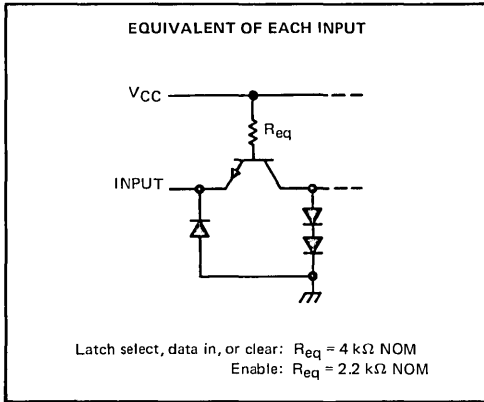 EQUIVALENT OF EACH INPUT
VCC
Req
INPUT
Latch select, data in, or clear: Req = 4 kΩ NOM
Enable: Req = 2.2 kΩ NOM